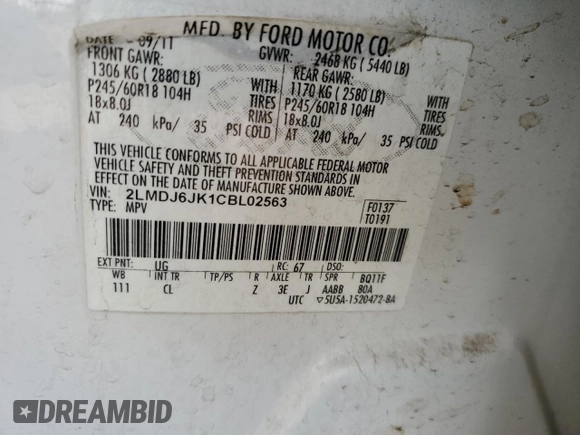 MFD. BY FORD MOTOR CO.
DATE 09/11 GVWR: 2468 KG ( 5440 LB)
FRONT GAWR: REAR GAWR:
1306 KG ( 2880 LB) 1170 KG ( 2580 LB)
P245/60R18 104H TIRES P245/60R18 104H TIRES
18x8.0J RIMS 18x8.0J RIMS
AT 240 kPa/ 35 PSI COLD AT 240 kPa/ 35 PSI COLD
THIS VEHICLE CONFORMS TO ALL APPLICABLE FEDERAL MOTOR
VEHICLE SAFETY AND THEFT PREVENTION STANDARDS IN
EFFECT ON THE DATE OF MANUFACTURE SHOWN ABOVE.
VIN: 2LMDJ6JK1CBL02563 F0137
TYPE: MPV T0191
EXT PNT: UG RC: 67 DSO:
WB INT TR TP/PS R AXLE TR SPR BQ11F
111 CL Z 3E J AABB 80A
UTC 5U5A-1520472-BA
DREAMBID